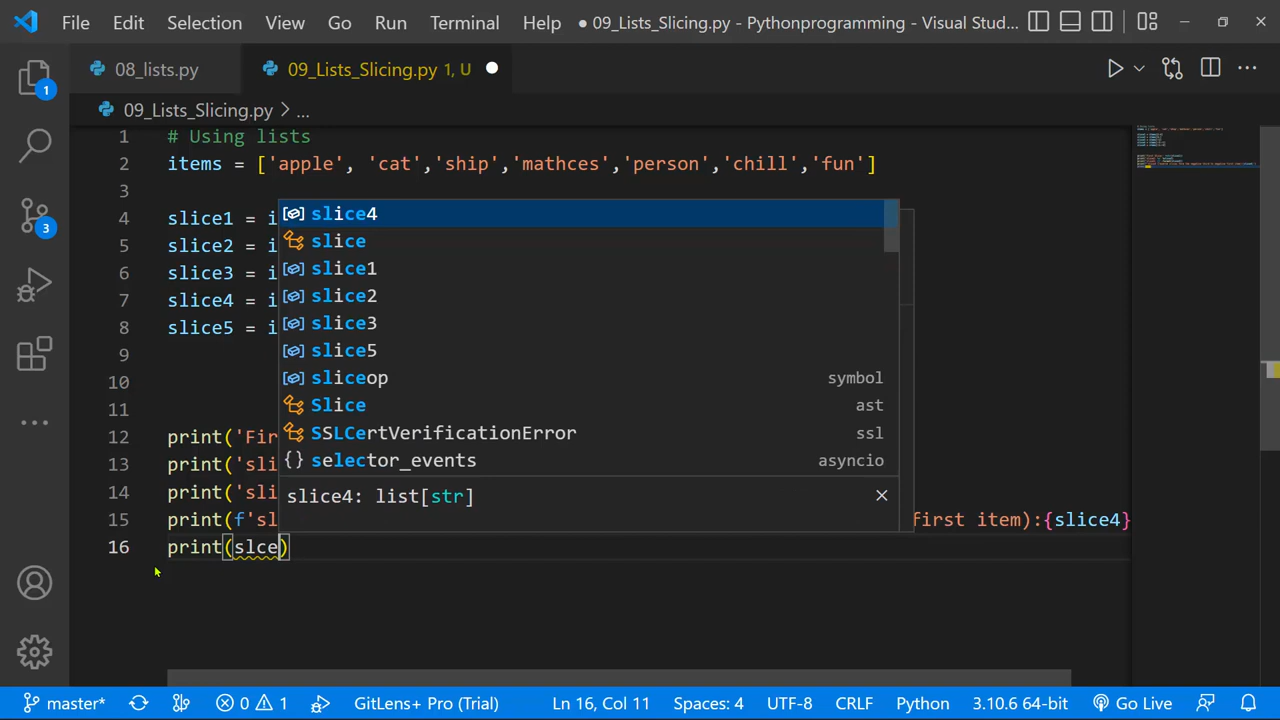 File Edit Selection View Go Run Terminal Help ● 09_Lists_Slicing.py - Pythonprogramming - Visual Stud...
08_lists.py 09_Lists_Slicing.py 1, U
09_Lists_Slicing.py > ...
1
1 # Using lists
2 items = ['apple', 'cat','ship','mathces','person','chill','fun']
3
4 slice1 = i
5 slice2 = i
6 slice3 = i
7 slice4 = i
8 slice5 = i
9
10
11
12 print('Fir
13 print('sli
14 print('sli
15 print(f'sl first item):{slice4}
16 print(slce)
slice4
slice
slice1
slice2
slice3
slice5
sliceop symbol
Slice ast
SSLCertVerificationError ssl
selector_events asyncio
slice4: list[str]
3
master* 0 1 GitLens+ Pro (Trial) Ln 16, Col 11 Spaces: 4 UTF-8 CRLF Python 3.10.6 64-bit Go Live